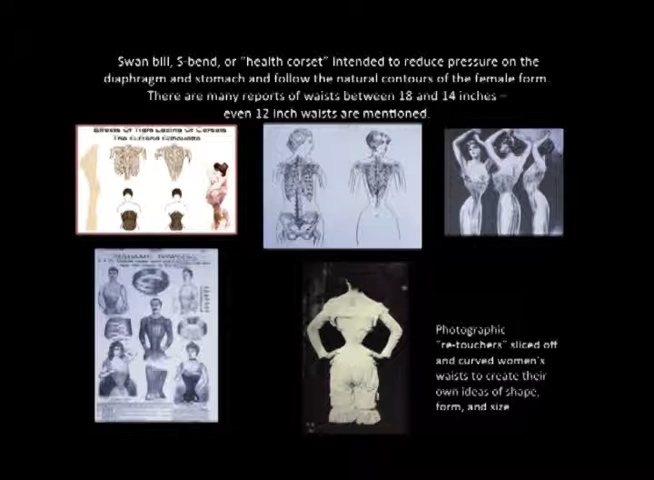 Swan bill, S-bend, or "health corset" intended to reduce pressure on the
diaphragm and stomach and follow the natural contours of the female form.
There are many reports of waists between 18 and 14 inches –
even 12 inch waists are mentioned.
Effects Of Tight Lacing Of Corsets
Photographic
"re-touchers" sliced off
and curved women's
waists to create their
own ideas of shape,
form, and size